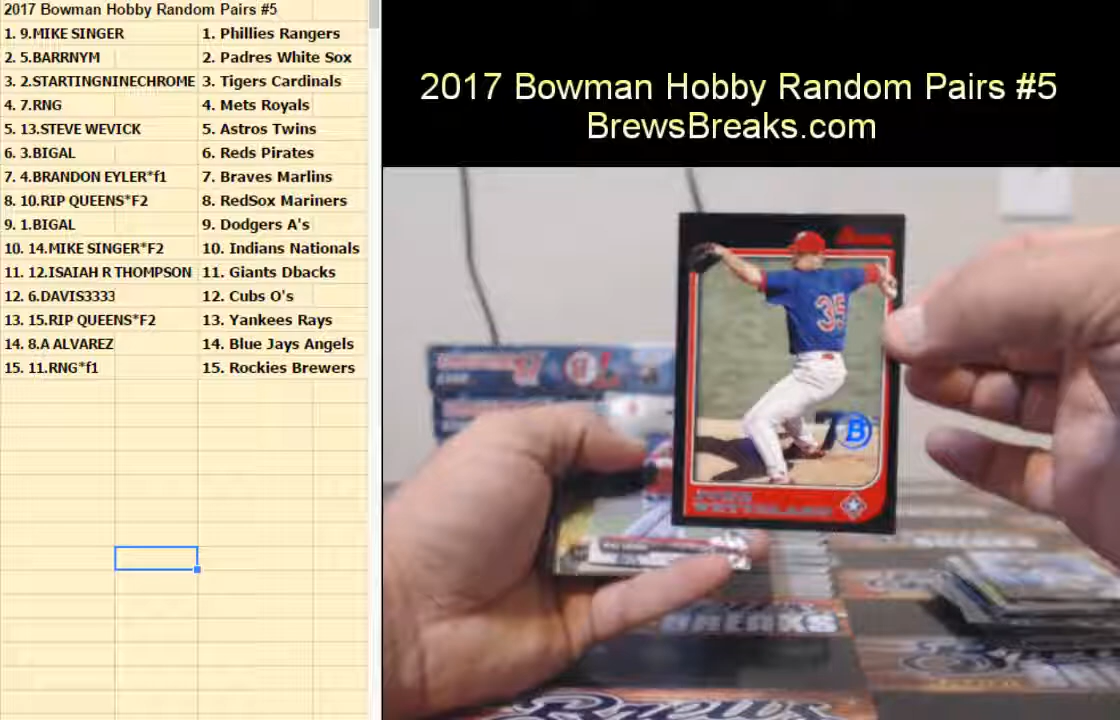 2017 Bowman Hobby Random Pairs #5
1. 9.MIKE SINGER 1. Phillies Rangers
2. 5.BARRNYM 2. Padres White Sox
3. 2.STARTINGNINECHROME 3. Tigers Cardinals
4. 7.RNG 4. Mets Royals
5. 13.STEVE WEVICK 5. Astros Twins
6. 3.BIGAL 6. Reds Pirates
7. 4.BRANDON EYLER*f1 7. Braves Marlins
8. 10.RIP QUEENS*F2 8. RedSox Mariners
9. 1.BIGAL 9. Dodgers A's
10. 14.MIKE SINGER*F2 10. Indians Nationals
11. 12.ISAIAH R THOMPSON 11. Giants Dbacks
12. 6.DAVIS3333 12. Cubs O's
13. 15.RIP QUEENS*F2 13. Yankees Rays
14. 8.A ALVAREZ 14. Blue Jays Angels
15. 11.RNG*f1 15. Rockies Brewers
2017 Bowman Hobby Random Pairs #5
BrewsBreaks.com
35
B
JOHN
WETTELAND
BREAKS
Brews